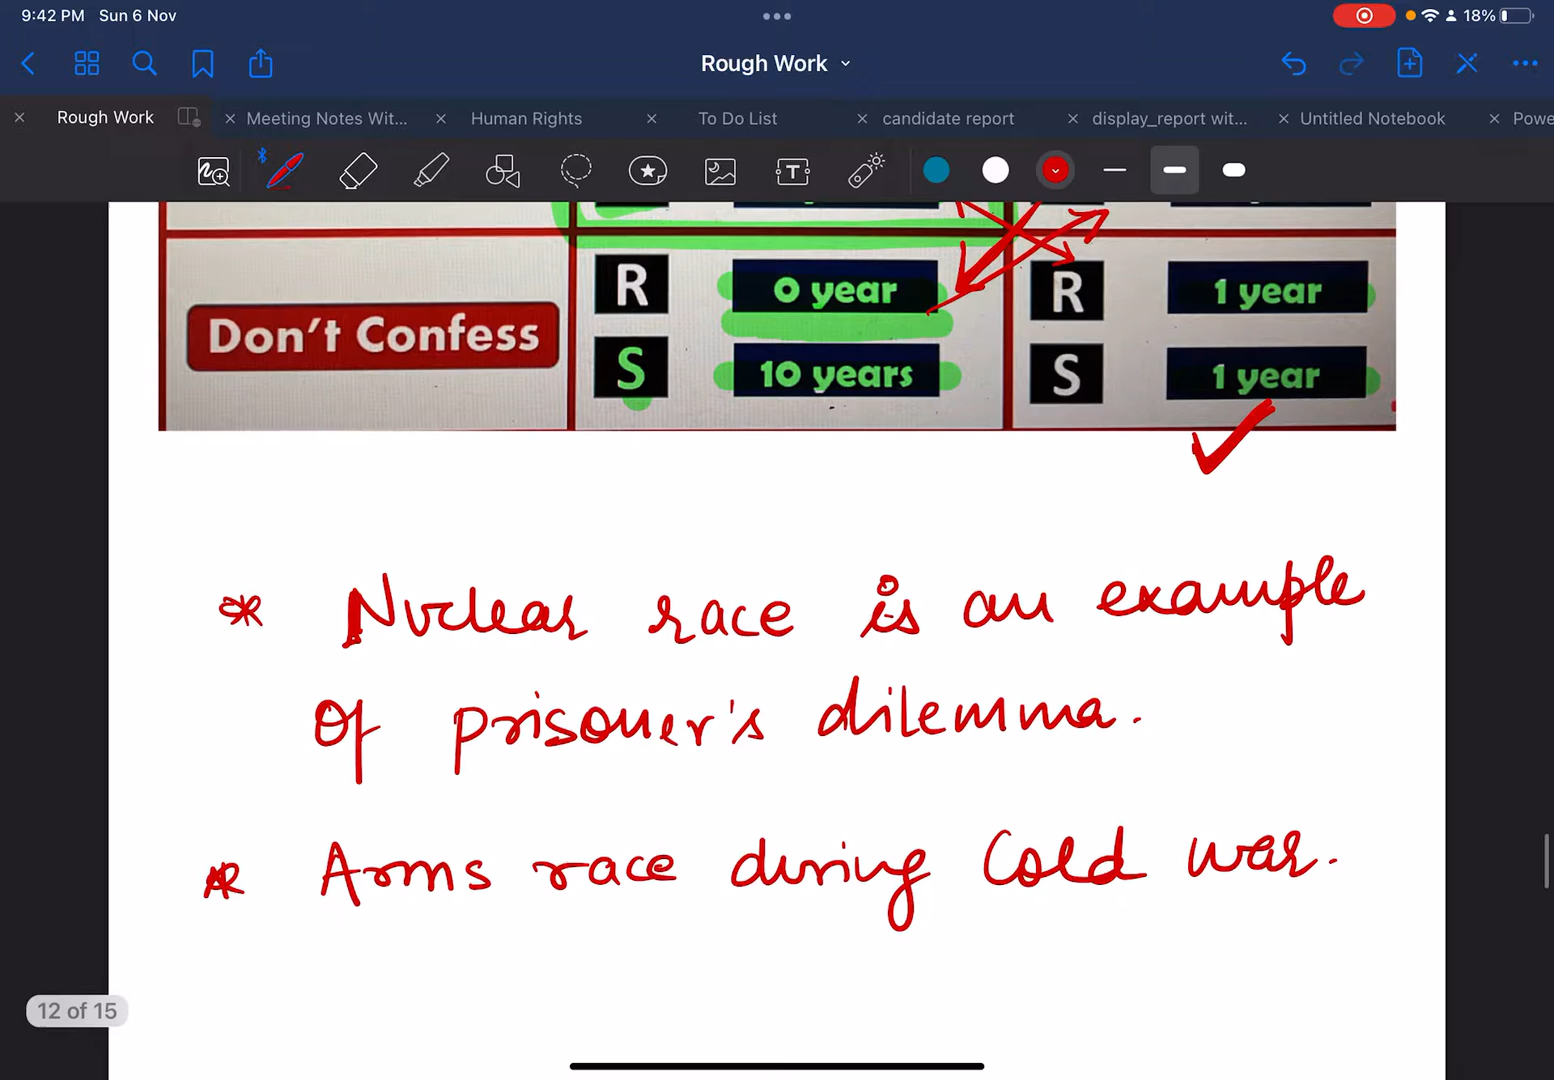 9:42 PM Sun 6 Nov
18%
Rough Work
Rough Work
Meeting Notes Wit...
Human Rights
To Do List
candidate report
display_report wit...
Untitled Notebook
Powe
T
R 0 year R 1 year
Don't Confess
S 10 years S 1 year
* Nuclear race is an example
of prisoner's dilemma.
* Arms race during Cold war.
12 of 15